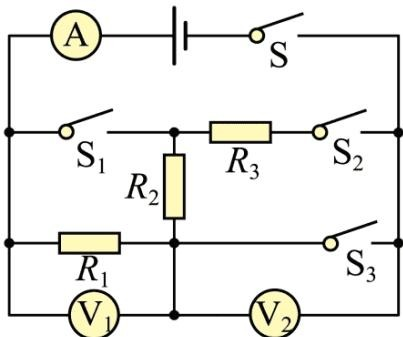 A
S
S₁
R₃
S₂
R₂
R₁
S₃
V₁
V₂